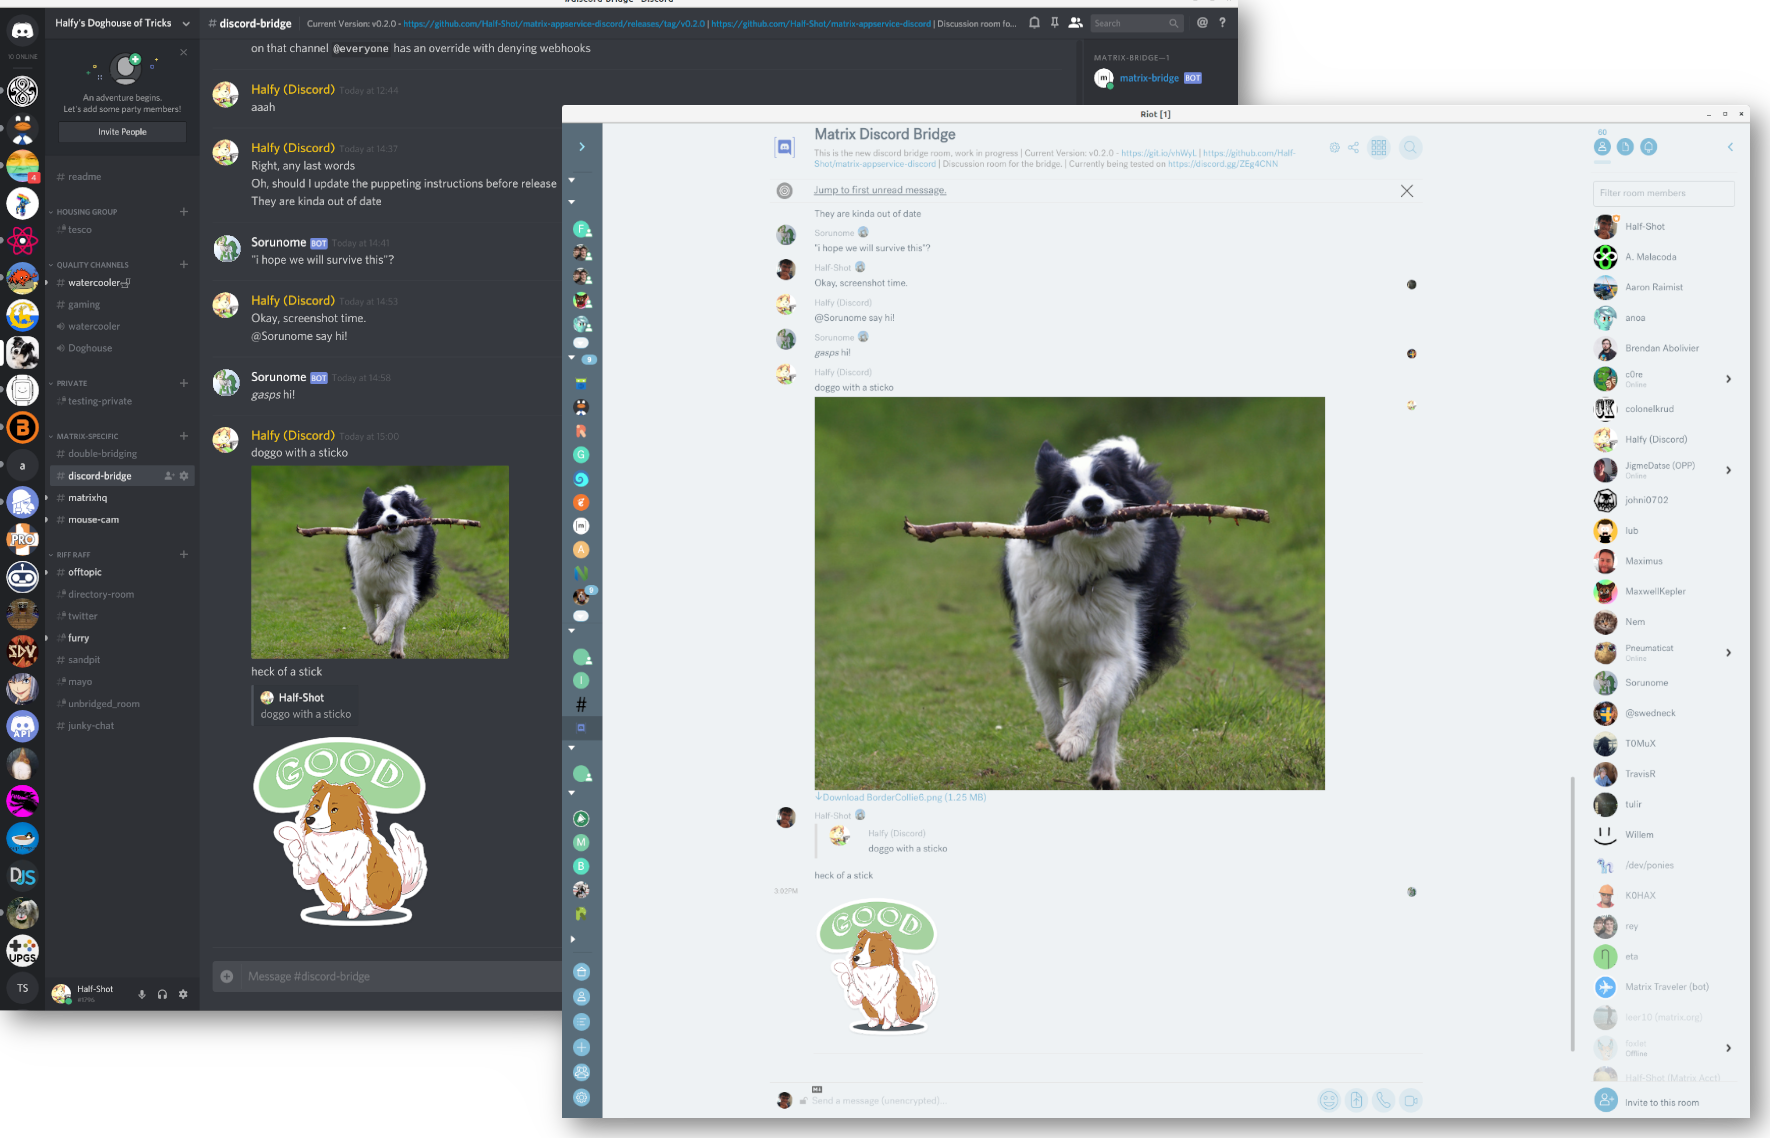 Halfy's Doghouse of Tricks
10 ONLINE
An adventure begins.
Let's add some party members!
Invite People
# readme
HOUSING GROUP
tesco
QUALITY CHANNELS
# watercooler
# gaming
watercooler
Doghouse
PRIVATE
testing-private
MATRIX-SPECIFIC
# double-bridging
# discord-bridge
# matrixhq
# mouse-cam
RIFF RAFF
# offtopic
directory-room
twitter
furry
# sandpit
mayo
unbridged_room
# junky-chat
Half-Shot
4
B
a
PRO
SDV
API
DJS
UPGS
TS
# discord-bridge
Current Version: v0.2.0 - https://github.com/Half-Shot/matrix-appservice-discord/releases/tag/v0.2.0 | https://github.com/Half-Shot/matrix-appservice-discord | Discussion room fo...
Search
@ ?
on that channel @everyone has an override with denying webhooks
Halfy (Discord) Today at 12:44
aaah
Halfy (Discord) Today at 14:37
Right, any last words
Oh, should I update the puppeting instructions before release
They are kinda out of date
Sorunome BOT Today at 14:41
"i hope we will survive this"?
Halfy (Discord) Today at 14:53
Okay, screenshot time.
@Sorunome say hi!
Sorunome BOT Today at 14:58
gasps hi!
Halfy (Discord) Today at 15:00
doggo with a sticko
heck of a stick
Half-Shot
doggo with a sticko
GOOD
Message #discord-bridge
MATRIX-BRIDGE—1
matrix-bridge BOT
Riot [1]
Matrix Discord Bridge
This is the new discord bridge room, work in progress | Current Version: v0.2.0 - https://git.io/vhWyL | https://github.com/Half-
Shot/matrix-appservice-discord | Discussion room for the bridge. | Currently being tested on https://discord.gg/ZEg4CNN
Jump to first unread message.
They are kinda out of date
Sorunome
"i hope we will survive this"?
Half-Shot
Okay, screenshot time.
Halfy (Discord)
@Sorunome say hi!
Sorunome
gasps hi!
Halfy (Discord)
doggo with a sticko
Download BorderCollie6.png (1.25 MB)
Half-Shot
Halfy (Discord)
doggo with a sticko
heck of a stick
3:02PM
GOOD
Send a message (unencrypted)...
F
9
G
[m]
A
9
I
#
M
B
60
Filter room members
Half-Shot
A. Malacoda
Aaron Raimist
anoa
Brendan Abolivier
c0re
Online
colonelkrud
Halfy (Discord)
JigmeDatse (OPP)
Online
johni0702
lub
Maximus
MaxwellKepler
Nem
Pneumaticat
Online
Sorunome
@swedneck
T0MuX
TravisR
tulir
Willem
/dev/ponies
K0HAX
rey
eta
Matrix Traveler (bot)
leer10 (matrix.org)
Offline
Half-Shot (Matrix Acct)
Invite to this room